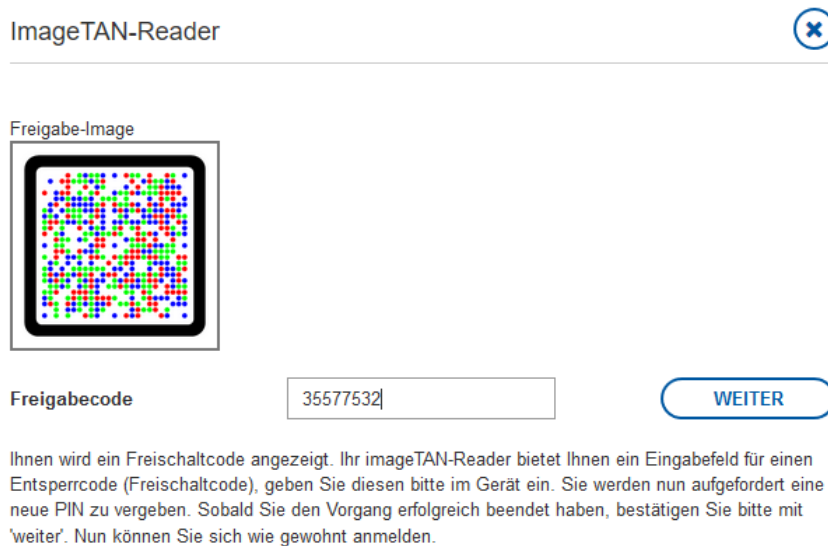 ImageTAN-Reader
Freigabe-Image
Freigabecode
35577532
WEITER
Ihnen wird ein Freischaltcode angezeigt. Ihr imageTAN-Reader bietet Ihnen ein Eingabefeld für einen
Entsperrcode (Freischaltcode), geben Sie diesen bitte im Gerät ein. Sie werden nun aufgefordert eine
neue PIN zu vergeben. Sobald Sie den Vorgang erfolgreich beendet haben, bestätigen Sie bitte mit
'weiter'. Nun können Sie sich wie gewohnt anmelden.